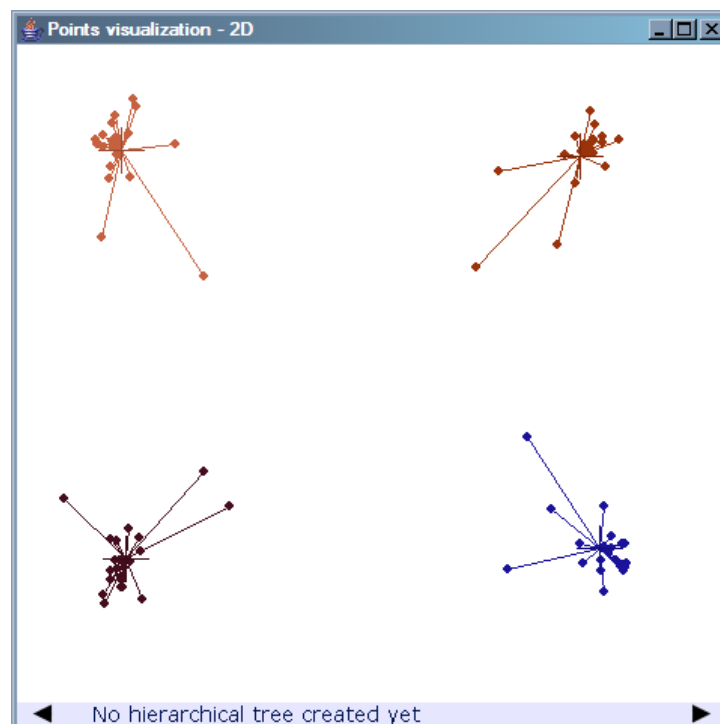 Points visualization - 2D
No hierarchical tree created yet